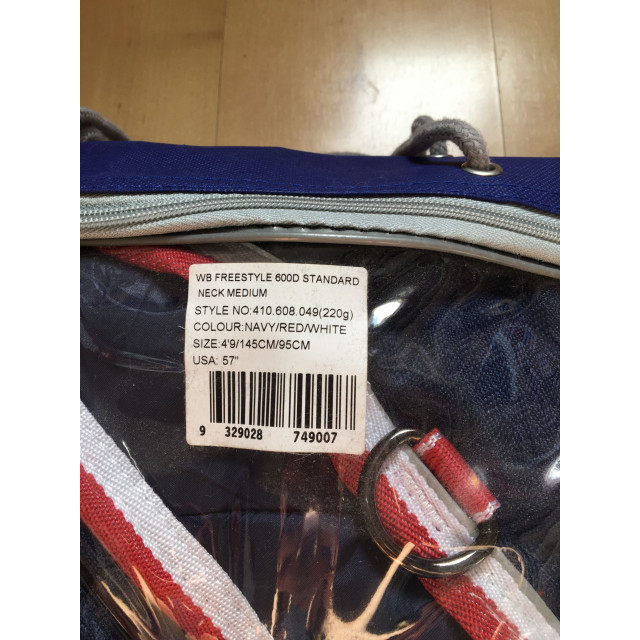 WB FREESTYLE 600D STANDARD
NECK MEDIUM
STYLE NO:410.608.049(220g)
COLOUR:NAVY/RED/WHITE
SIZE:4'9/145CM/95CM
USA: 57"
9 329028 749007